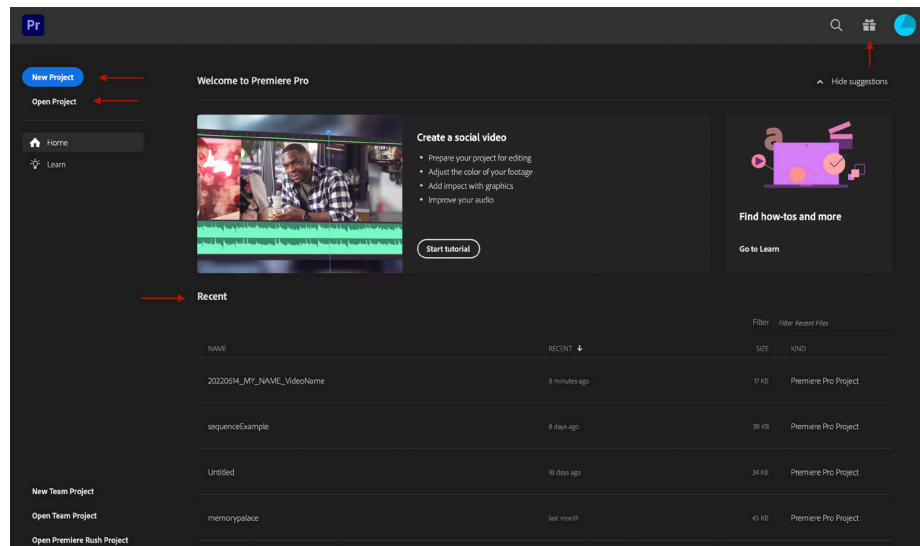 Pr
New Project
Open Project
Home
Learn
Welcome to Premiere Pro
Hide suggestions
Create a social video
• Prepare your project for editing
• Adjust the color of your footage
• Add impact with graphics
• Improve your audio
Start tutorial
a
Find how-tos and more
Go to Learn
Recent
Filter Filter Recent Files
NAME RECENT SIZE KIND
20220614_MY_NAME_VideoName 8 minutes ago 17 KB Premiere Pro Project
sequenceExample 8 days ago 39 KB Premiere Pro Project
Untitled 18 days ago 34 KB Premiere Pro Project
memorypalace last month 45 KB Premiere Pro Project
New Team Project
Open Team Project
Open Premiere Rush Project